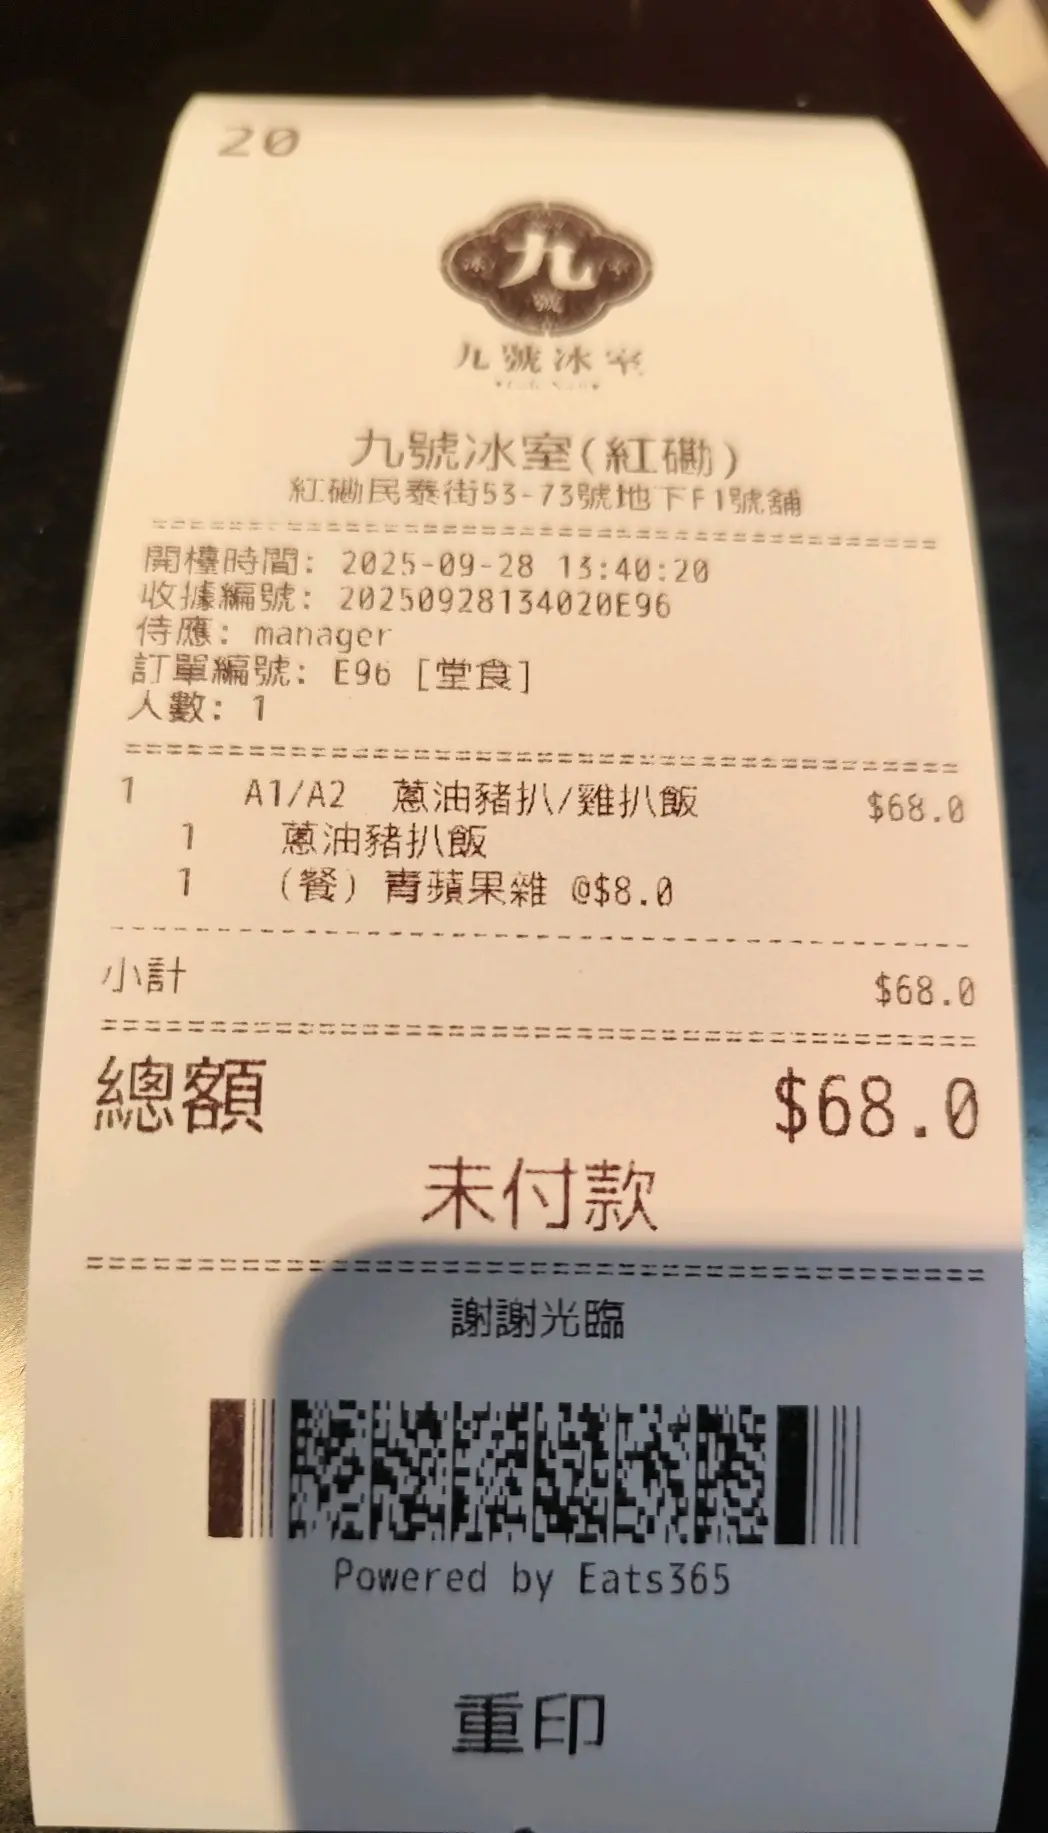 20
九
號
九號冰室
九號冰室(紅磡)
紅磡民泰街53-73號地下F1號舖
開檯時間: 2025-09-28 13:40:20
收據編號: 20250928134020E96
侍應: manager
訂單編號: E96 [堂食]
人數: 1
1 A1/A2 蔥油豬扒/雞扒飯 $68.0
1 蔥油豬扒飯
1 (餐) 青蘋果雜 @$8.0
小計 $68.0
總額 $68.0
未付款
謝謝光臨
Powered by Eats365
重印